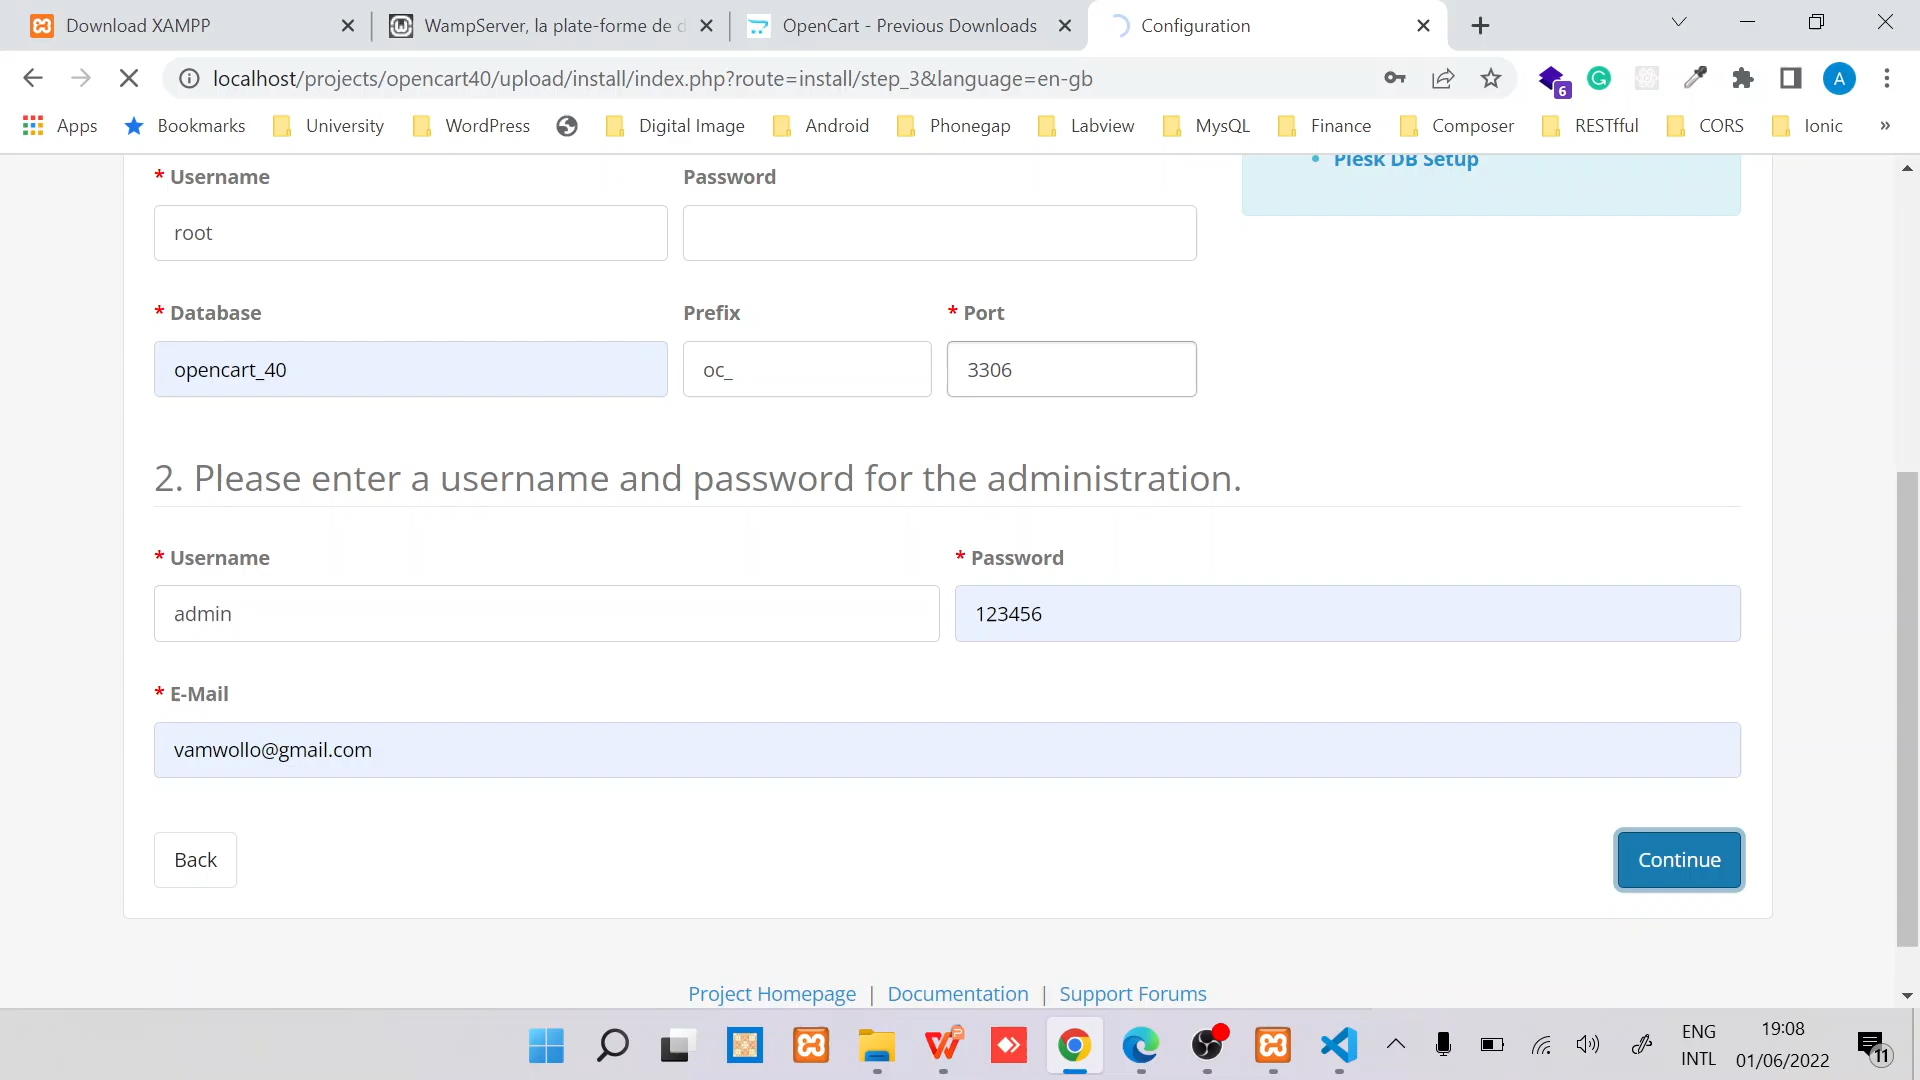 Download XAMPP
WampServer, la plate-forme de d
OpenCart - Previous Downloads
Configuration
localhost/projects/opencart40/upload/install/index.php?route=install/step_3&language=en-gb
6
A
Apps
Bookmarks
University
WordPress
Digital Image
Android
Phonegap
Labview
MysQL
Finance
Composer
RESTfful
CORS
Ionic
»
Plesk DB Setup
* Username
Password
root
* Database
Prefix
* Port
opencart_40
oc_
3306
2. Please enter a username and password for the administration.
* Username
* Password
admin
123456
* E-Mail
vamwollo@gmail.com
Back
Continue
Project Homepage | Documentation | Support Forums
ENG
INTL
19:08
01/06/2022
11